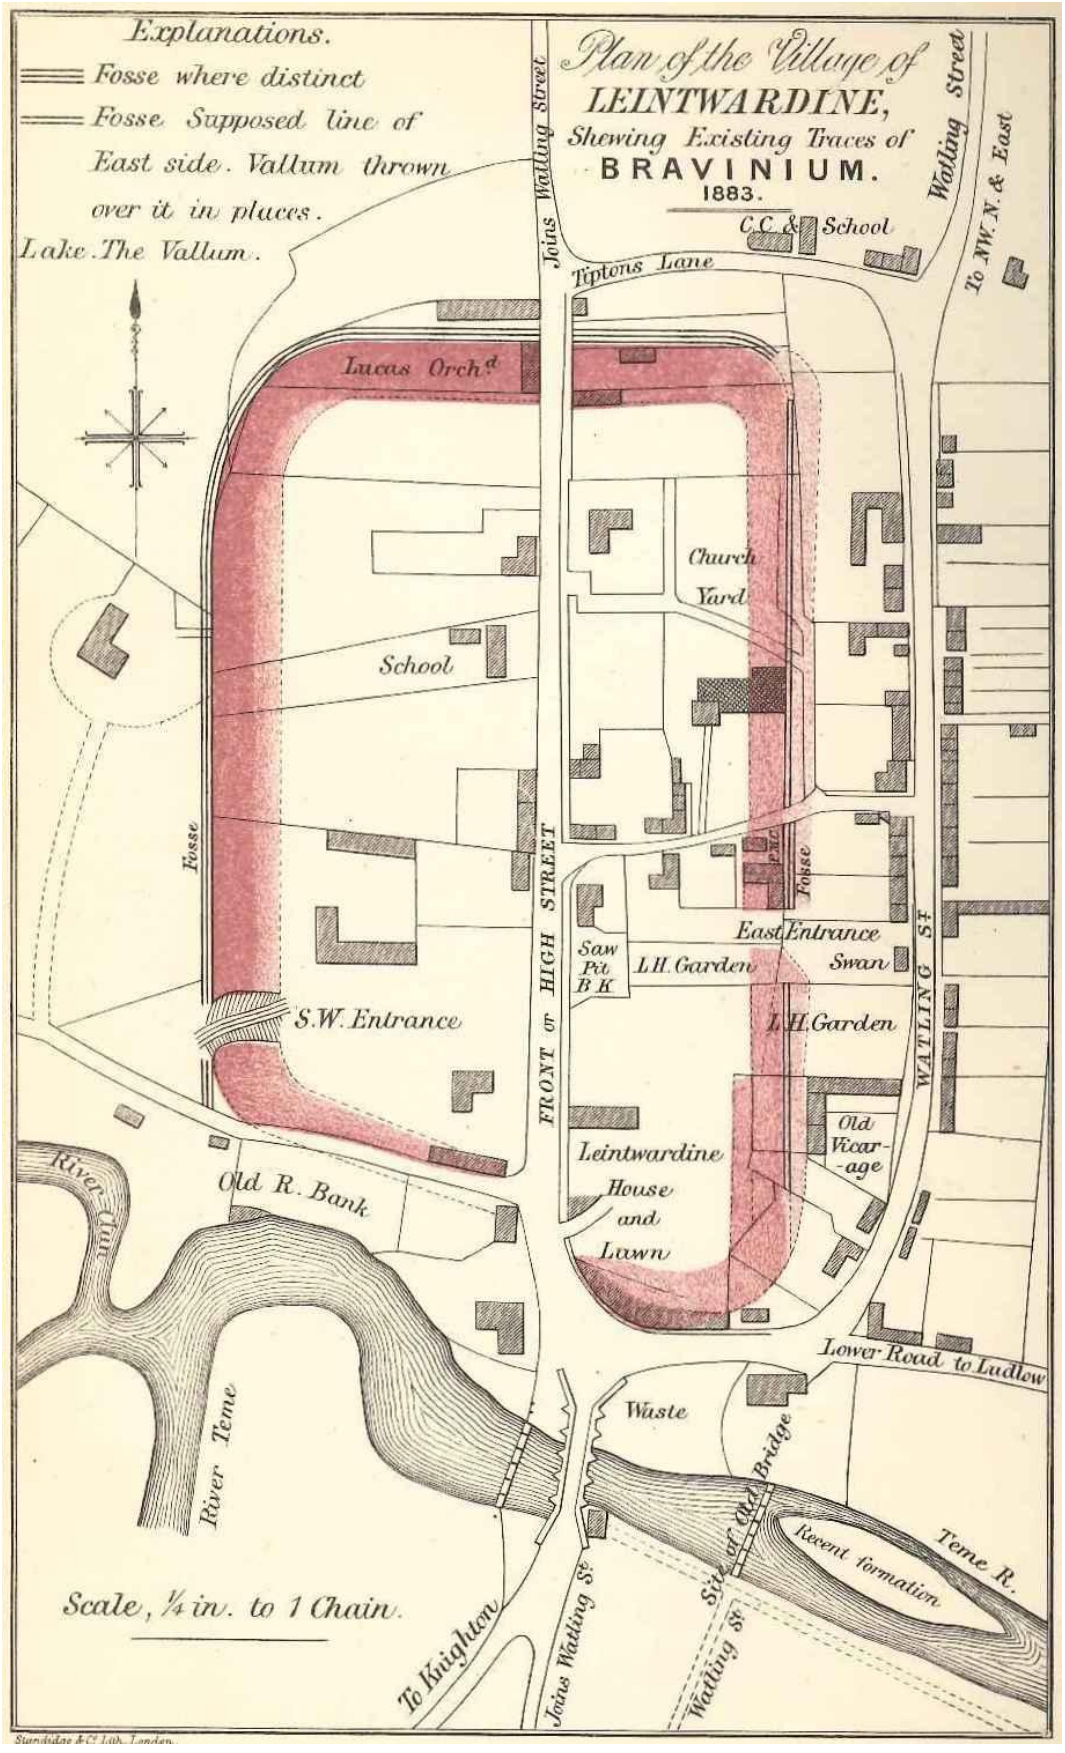 Explanations.
Fosse where distinct
Fosse Supposed line of
East side. Vallum thrown
over it in places.
Lake. The Vallum.
Plan of the Village of
LEINTWARDINE,
Shewing Existing Traces of
BRAVINIUM.
1883.
Joins Watling Street
Watling Street
To NW. N. & East
C.C. & School
Tiptons Lane
Lucas Orchd
Church
Yard
School
Fosse
FRONT or HIGH STREET
P.M.C.
Fosse
East Entrance
Swan
Saw
Pit
B K
L.H. Garden
L.H. Garden
WATLING ST
S.W. Entrance
Old
Vicar-
-age
Leintwardine
House
and
Lawn
Old R. Bank
River Clun
River Teme
Lower Road to Ludlow
Waste
Site of Old Bridge
Recent formation
Teme R.
Scale, ¼ in. to 1 Chain.
To Knighton
Joins Watling St.
Watling St.
Standidge & Co. Lith. London.